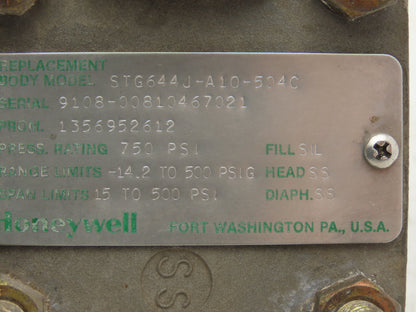 REPLACEMENT
BODY MODEL STG644J-A10-504C
SERIAL 9108-00810467021
PROM. 1356952612
PRESS. RATING 750 PSI FILL SIL
RANGE LIMITS -14.2 TO 500 PSIG HEAD SS
SPAN LIMITS 15 TO 500 PSI DIAPH. SS
Honeywell FORT WASHINGTON PA., U.S.A.
SS